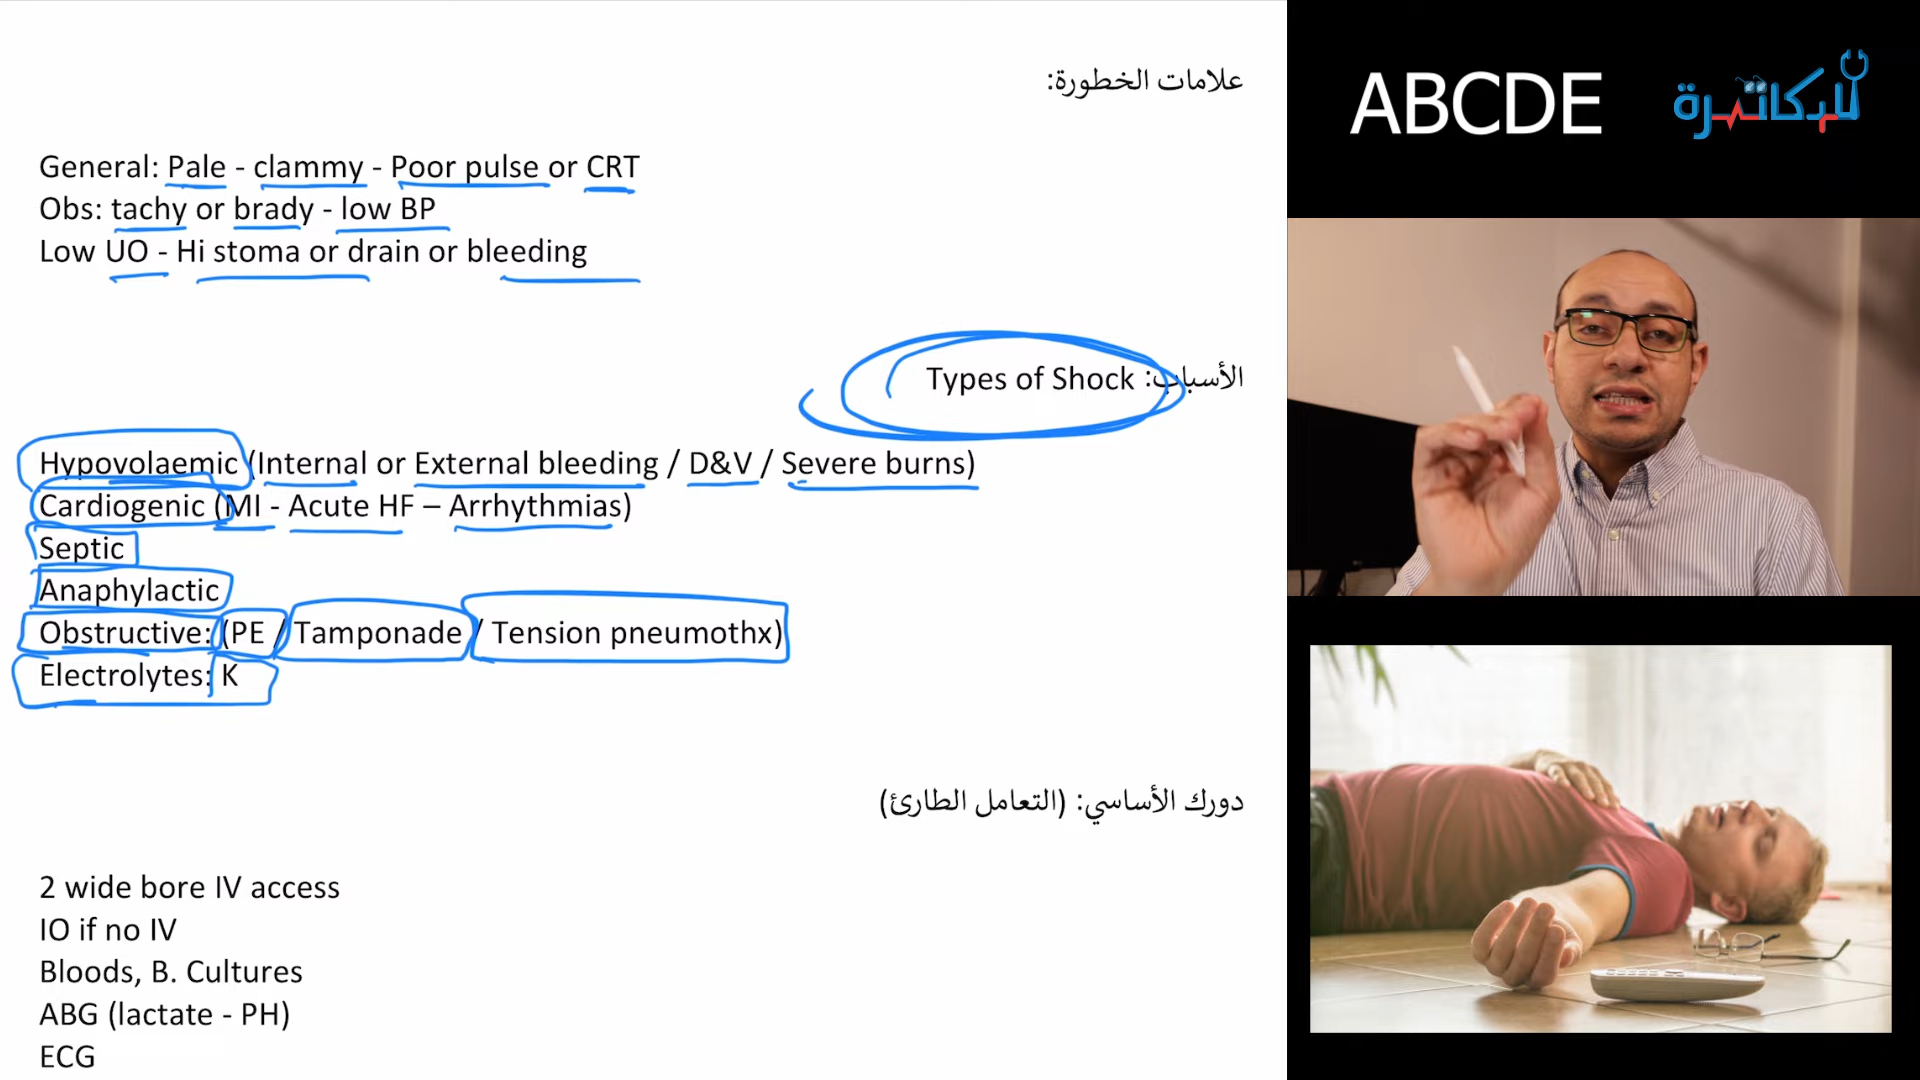 علامات الخطورة:
General: Pale - clammy - Poor pulse or CRT
Obs: tachy or brady - low BP
Low UO - Hi stoma or drain or bleeding
الأسباب: Types of Shock
Hypovolaemic (Internal or External bleeding / D&V / Severe burns)
Cardiogenic (MI - Acute HF – Arrhythmias)
Septic
Anaphylactic
Obstructive: (PE / Tamponade / Tension pneumothx)
Electrolytes: K
دورك الأساسي: (التعامل الطارئ)
2 wide bore IV access
IO if no IV
Bloods, B. Cultures
ABG (lactate - PH)
ECG
ABCDE
للدكاترة